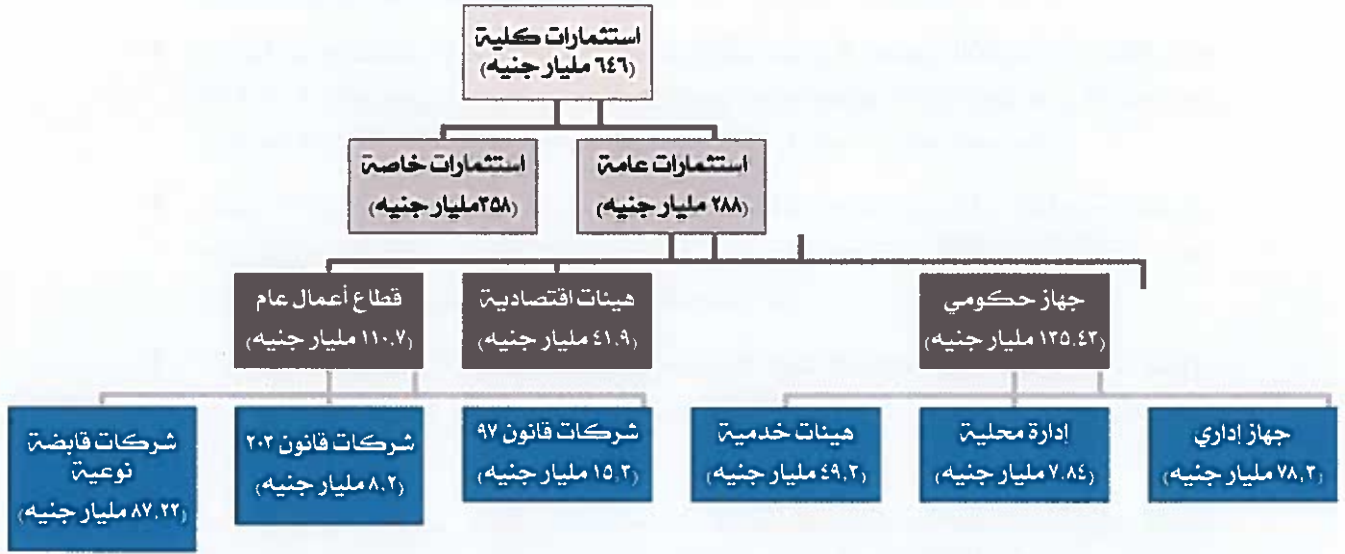 استثمارات كلية
(٦٤٦ مليار جنيه)
استثمارات عامة
(٢٨٨ مليار جنيه)
استثمارات خاصة
(٣٥٨مليار جنيه)
جهاز حكومي
(١٣٥.٤٣ مليار جنيه)
هيئات اقتصادية
(٤١.٩ مليار جنيه)
قطاع أعمال عام
(١١٠.٧ مليار جنيه)
جهاز إداري
(٧٨,٣ مليار جنيه)
إدارة محلية
(٧.٨٤ مليار جنيه)
هيئات خدمية
(٤٩,٣ مليار جنيه)
شركات قانون ٩٧
(١٥,٣ مليار جنيه)
شركات قانون ٢٠٣
(٨,٢ مليار جنيه)
شركات قابضة
نوعية
(٨٧,٢٢ مليار جنيه)